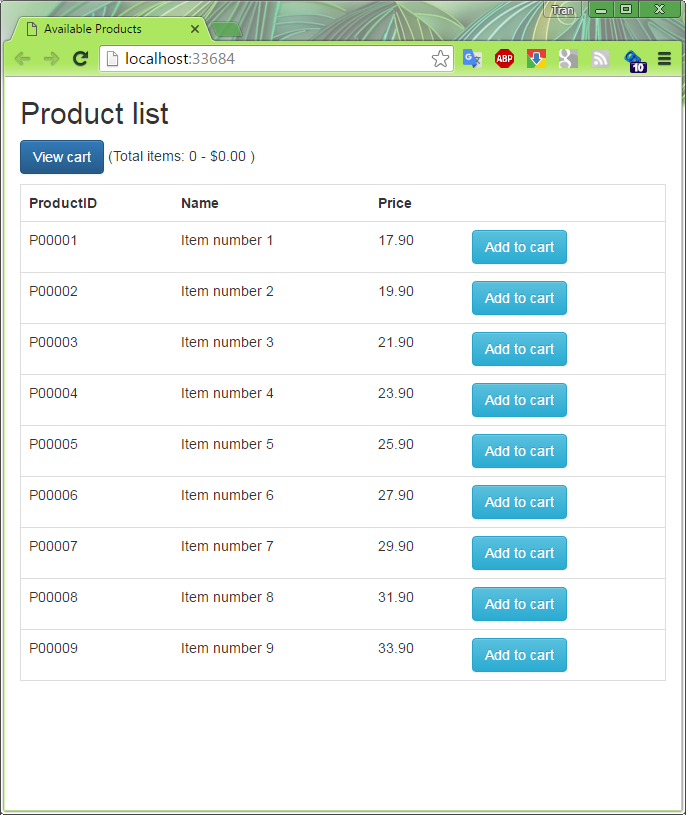 Tran
Available Products
localhost:33684
ABP
g
10
Product list
View cart (Total items: 0 - $0.00 )
ProductID Name Price
P00001 Item number 1 17.90 Add to cart
P00002 Item number 2 19.90 Add to cart
P00003 Item number 3 21.90 Add to cart
P00004 Item number 4 23.90 Add to cart
P00005 Item number 5 25.90 Add to cart
P00006 Item number 6 27.90 Add to cart
P00007 Item number 7 29.90 Add to cart
P00008 Item number 8 31.90 Add to cart
P00009 Item number 9 33.90 Add to cart